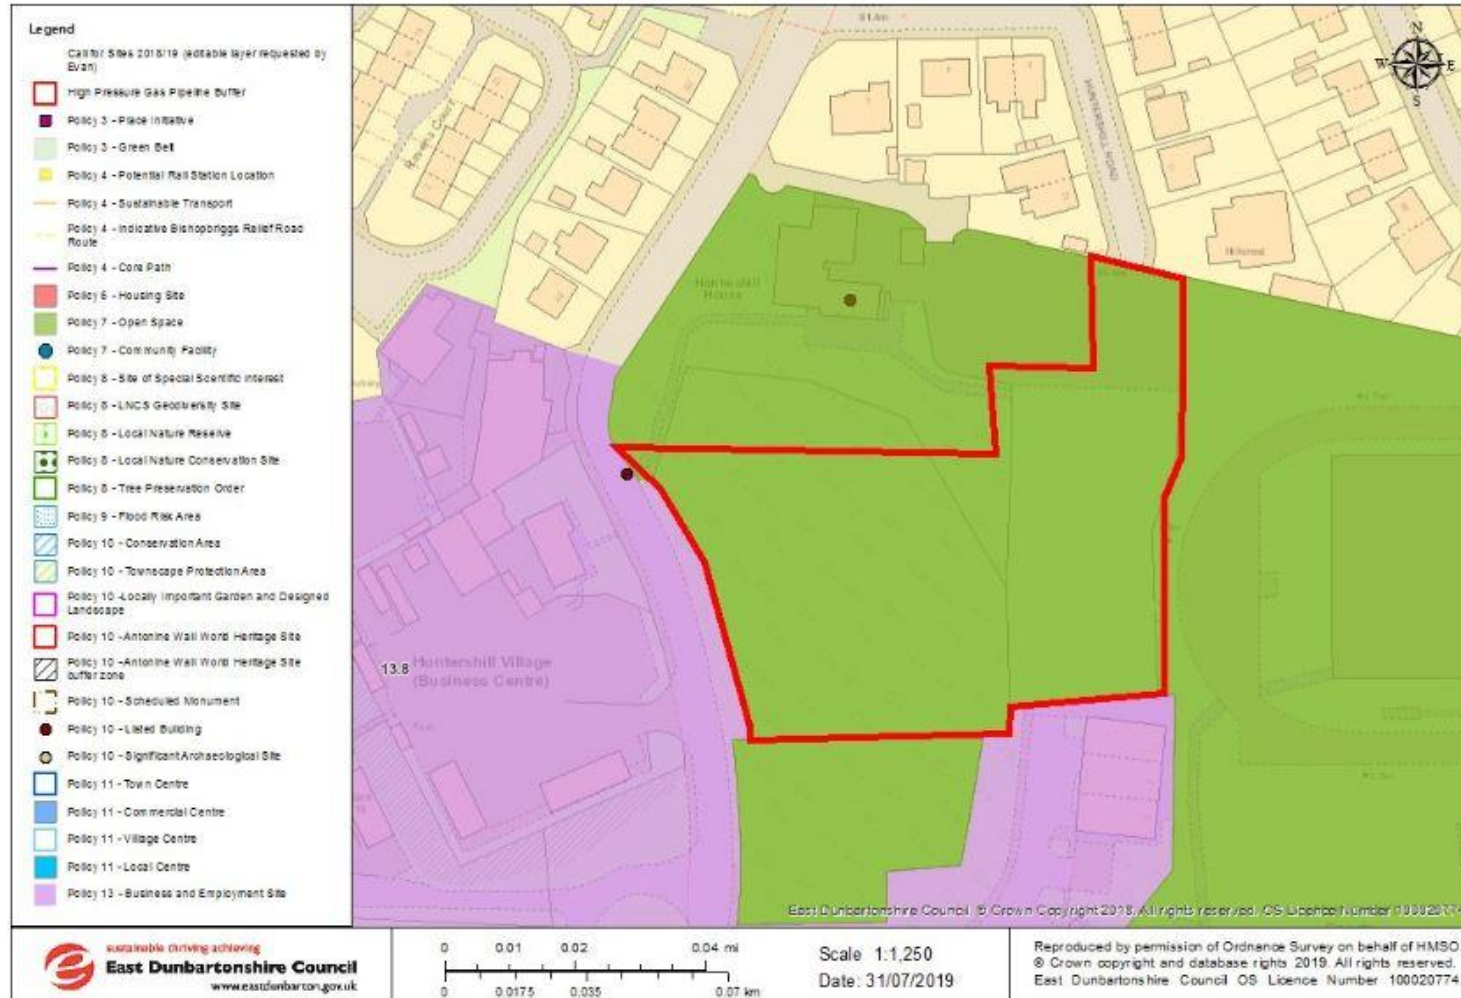 Legend
Call for Sites 2018/19 (editable layer requested by
Evan)
High Pressure Gas Pipeline Buffer
Policy 3 - Place Initiative
Policy 3 - Green Belt
Policy 4 - Potential Rail Station Location
Policy 4 - Sustainable Transport
Policy 4 - Indicative Bishopbriggs Relief Road
Route
Policy 4 - Core Path
Policy 6 - Housing Site
Policy 7 - Open Space
Policy 7 - Community Facility
Policy 8 - Site of Special Scientific Interest
Policy 8 - LNCS Geodiversity Site
Policy 8 - Local Nature Reserve
Policy 8 - Local Nature Conservation Site
Policy 8 - Tree Preservation Order
Policy 9 - Flood Risk Area
Policy 10 - Conservation Area
Policy 10 - Townscape Protection Area
Policy 10 -Locally Important Garden and Designed
Landscape
Policy 10 -Antonine Wall World Heritage Site
Policy 10 -Antonine Wall World Heritage Site
buffer zone
Policy 10 - Scheduled Monument
Policy 10 - Listed Building
Policy 10 - Significant Archaeological Site
Policy 11 - Town Centre
Policy 11 - Commercial Centre
Policy 11 - Village Centre
Policy 11 - Local Centre
Policy 13 - Business and Employment Site
61.4m
N
W E
S
HUNTERSHILL ROAD
Hillcrest
Huntershill
House
13.8 Huntershill Village
(Business Centre)
East Dunbartonshire Council © Crown Copyright 2018. All rights reserved. OS Licence Number 100020774
sustainable thriving achieving
East Dunbartonshire Council
www.eastdunbarton.gov.uk
0 0.01 0.02 0.04 mi
0 0.0175 0.035 0.07 km
Scale 1:1,250
Date: 31/07/2019
Reproduced by permission of Ordnance Survey on behalf of HMSO.
© Crown copyright and database rights 2019. All rights reserved.
East Dunbartonshire Council OS Licence Number 100020774